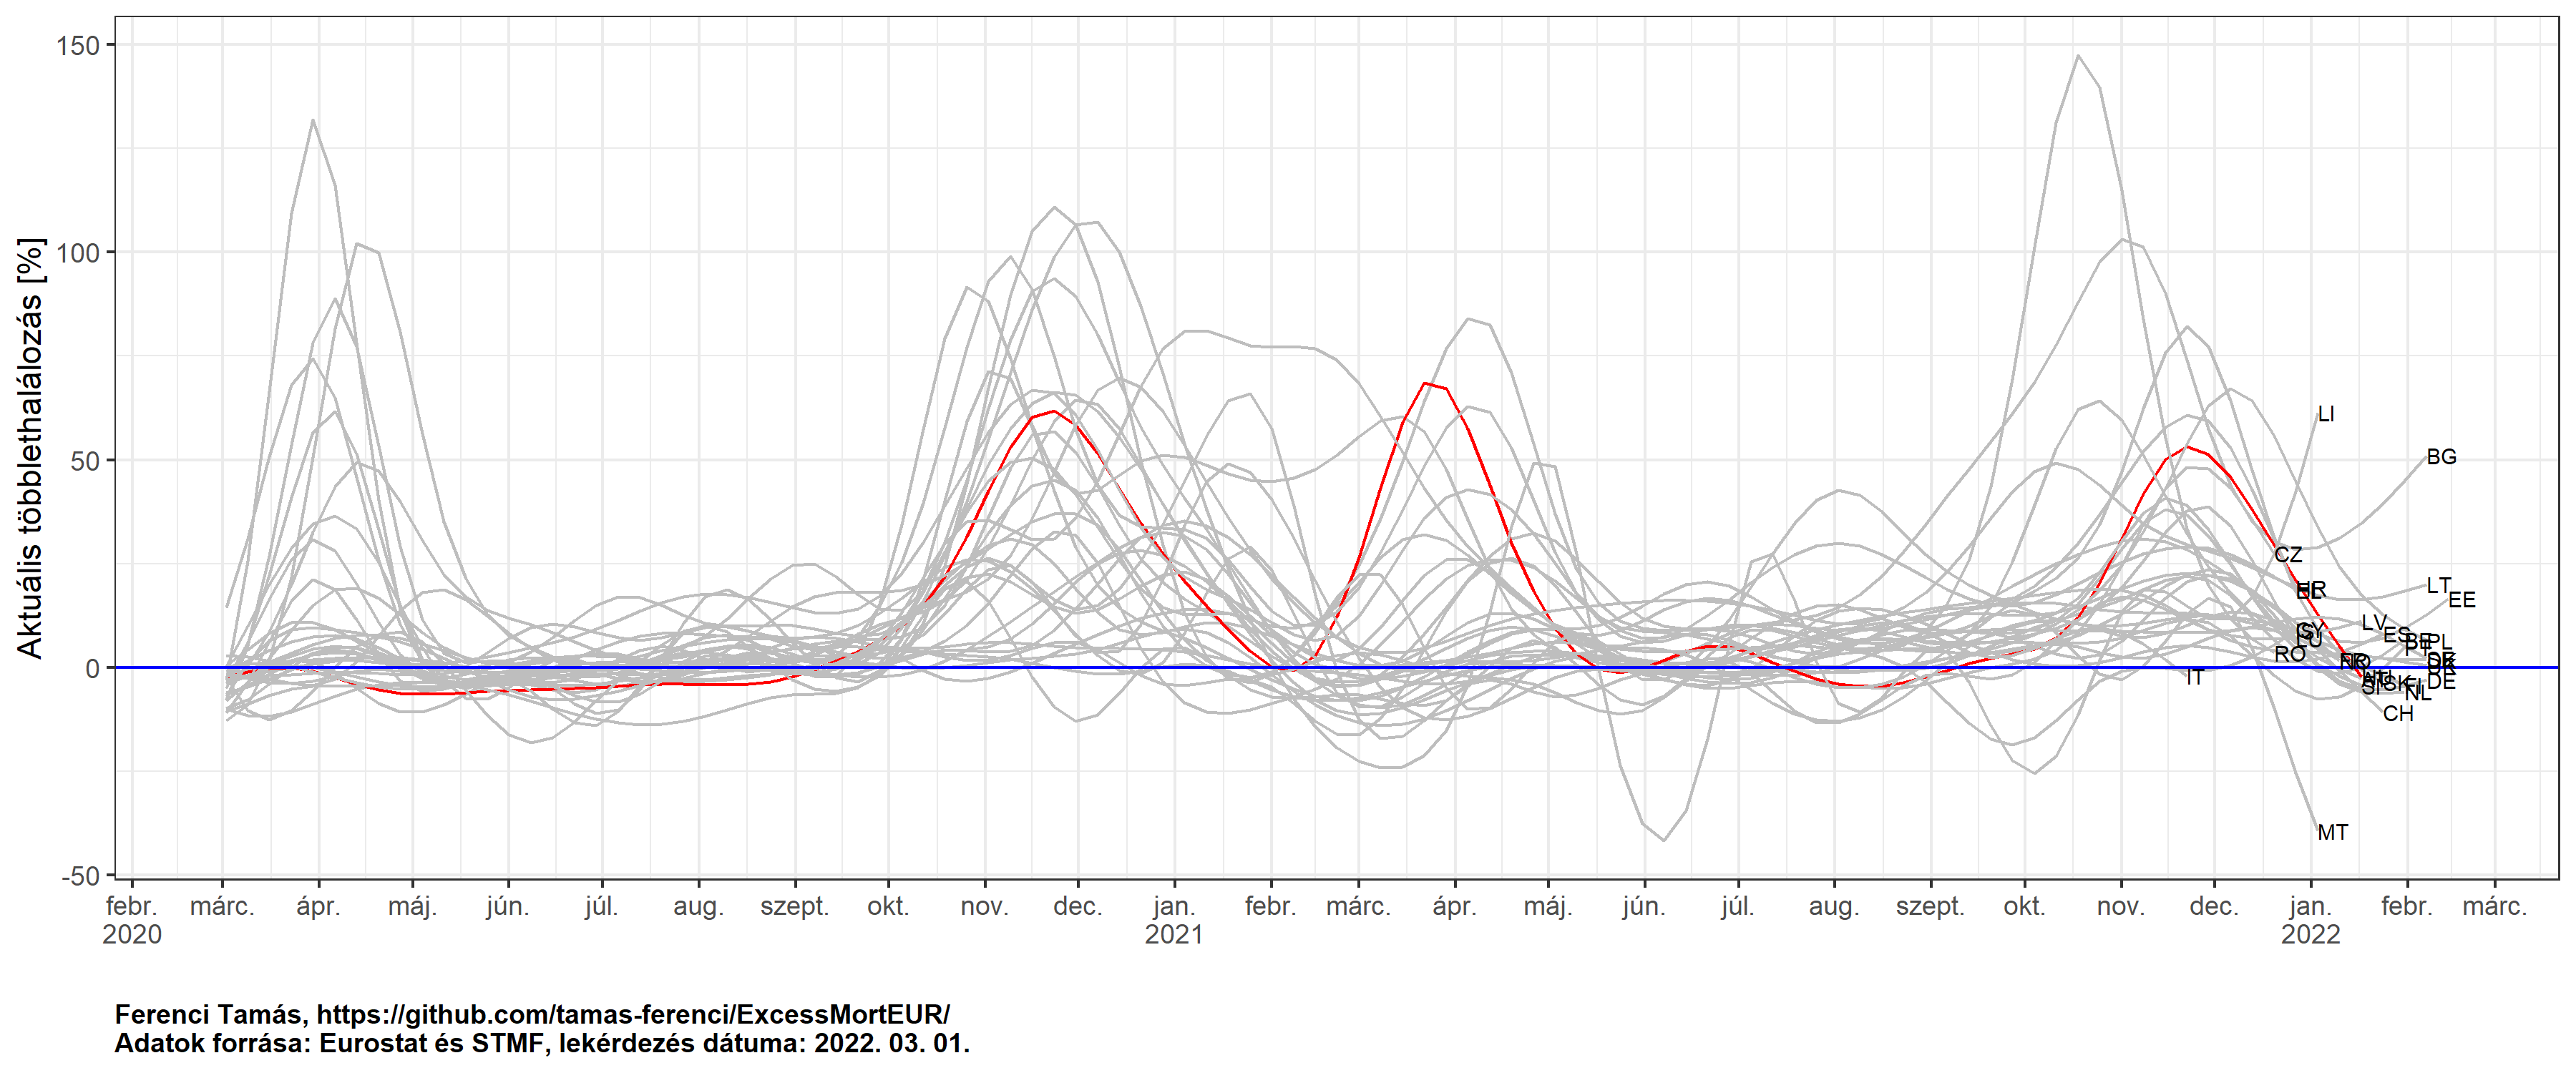 Aktuális többlethalálozás [%]
150
100
50
0
-50
LI
BG
CZ
LT
EE
LV
ES
PL
RO
IT
DE
NL
CH
MT
febr. márc. ápr. máj. jún. júl. aug. szept. okt. nov. dec. jan. febr. márc. ápr. máj. jún. júl. aug. szept. okt. nov. dec. jan. febr. márc.
2020 2021 2022
Ferenci Tamás, https://github.com/tamas-ferenci/ExcessMortEUR/
Adatok forrása: Eurostat és STMF, lekérdezés dátuma: 2022. 03. 01.